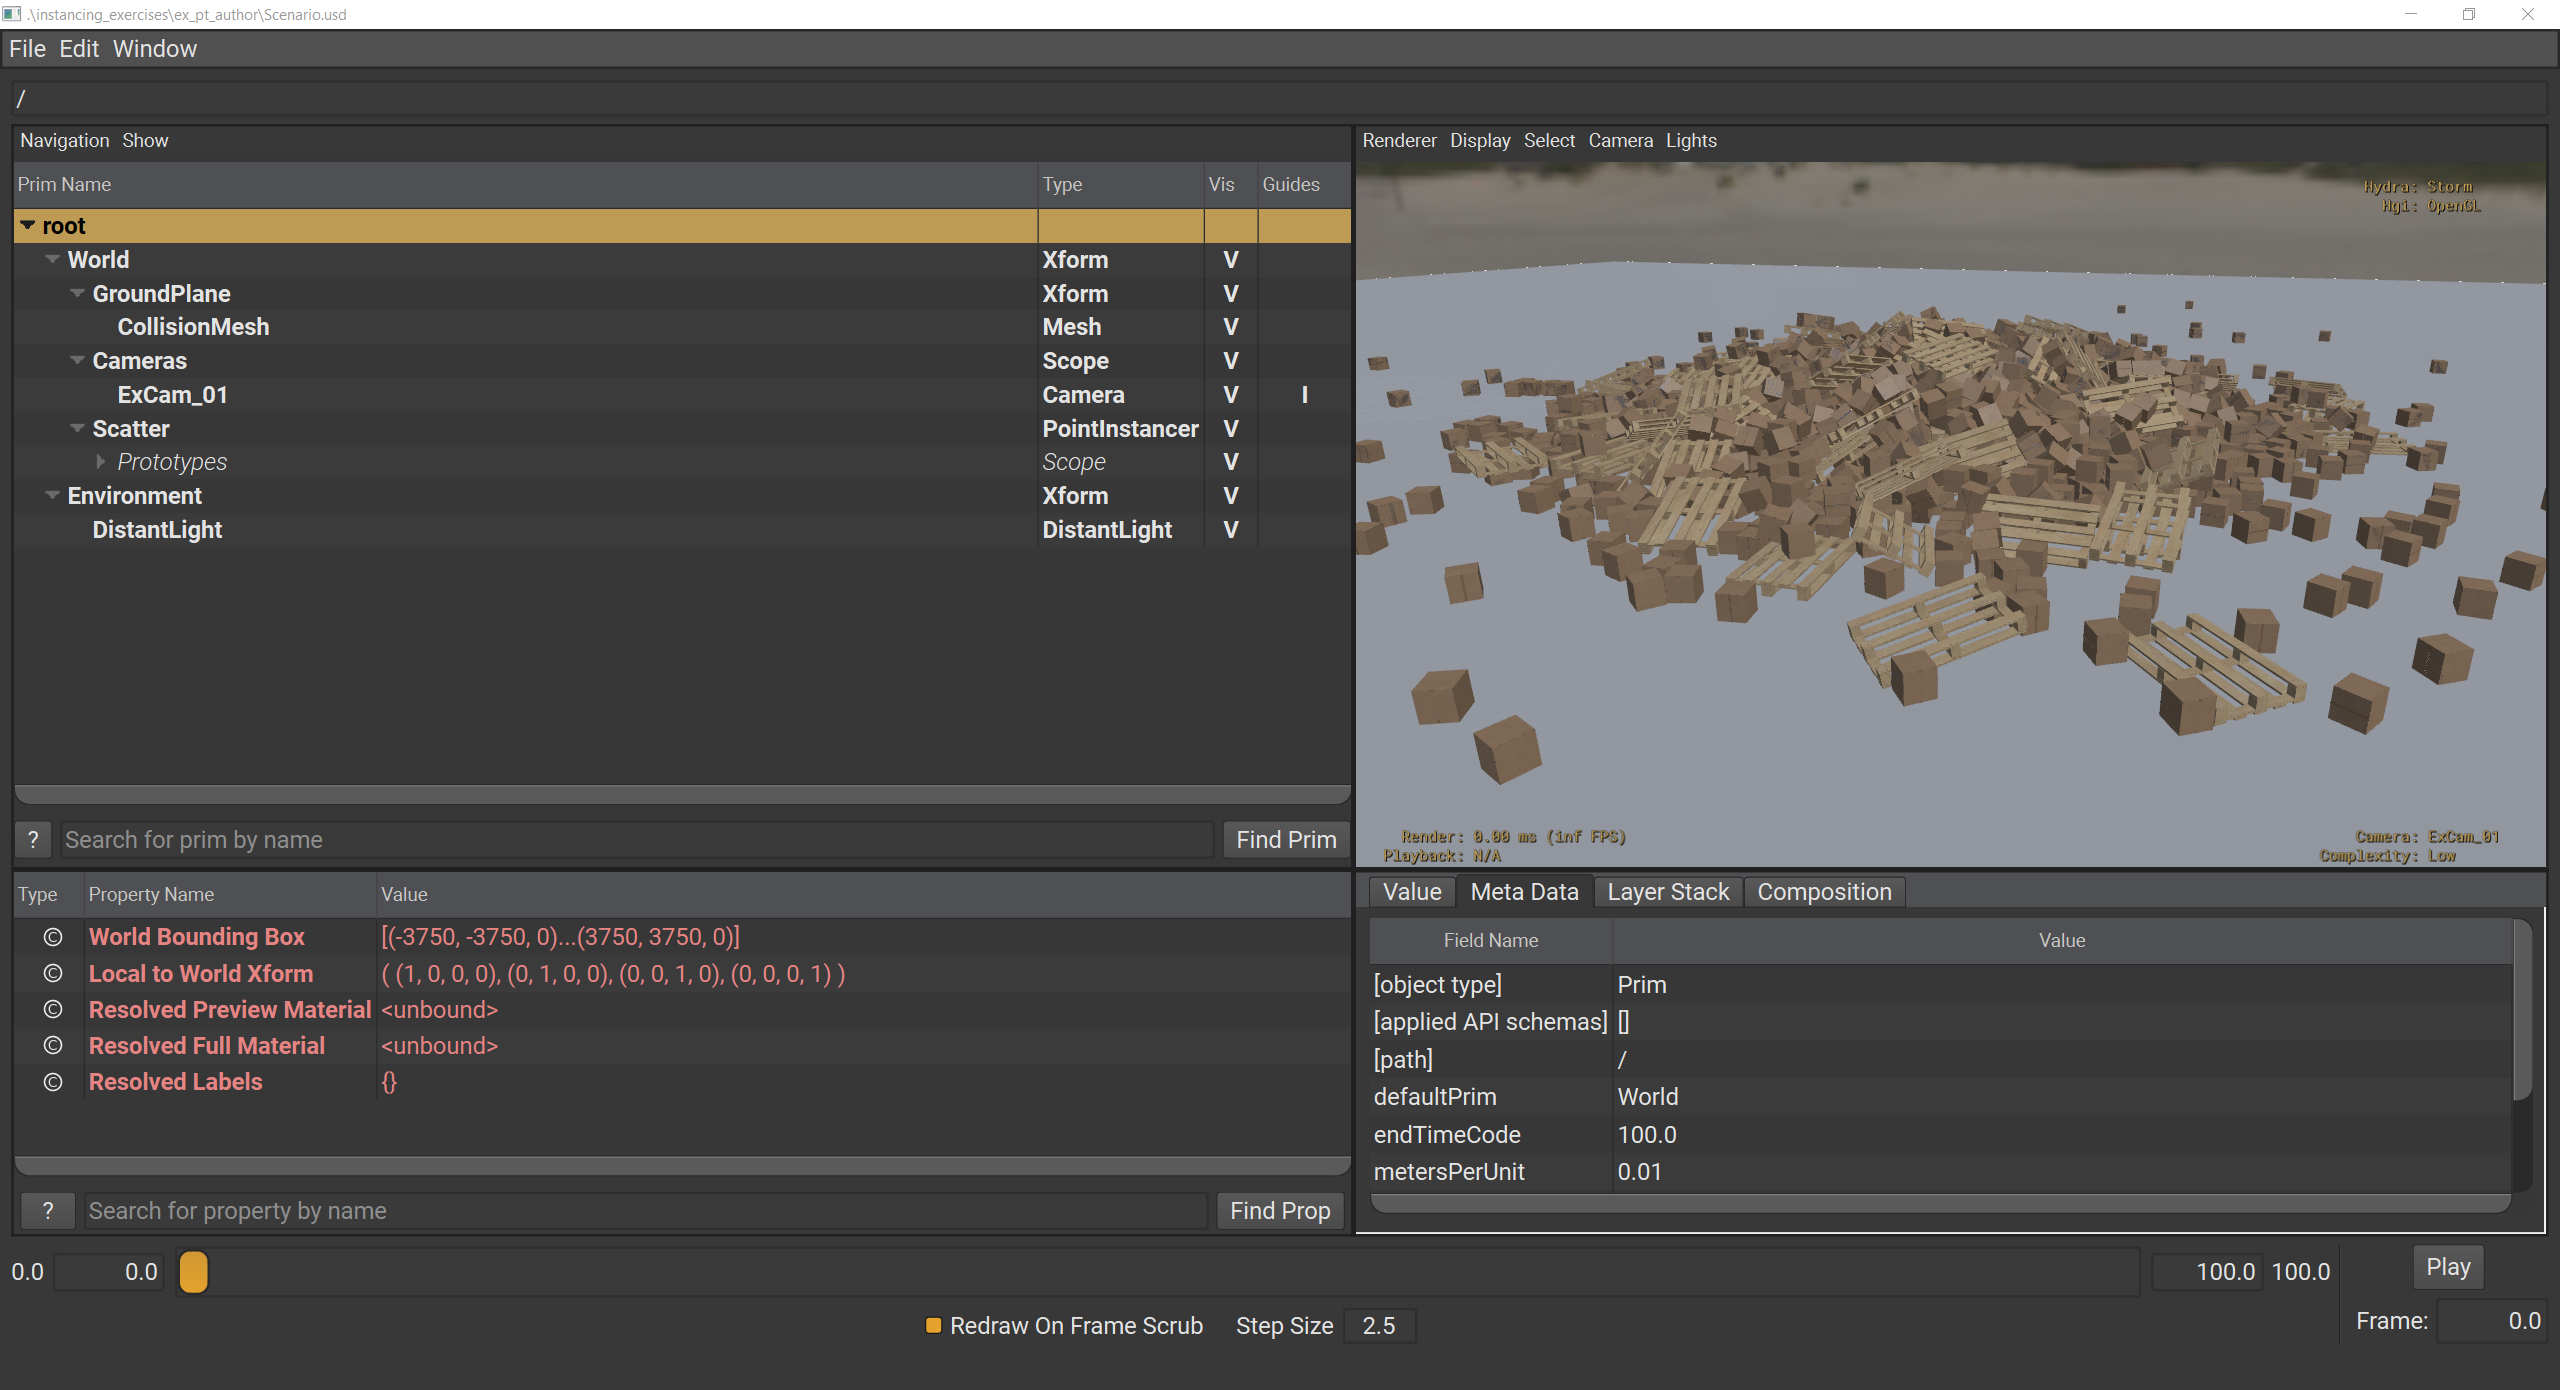 .\instancing_exercises\ex_pt_author\Scenario.usd
File Edit Window
/
Navigation Show
Prim Name Type Vis Guides
root
World Xform V
GroundPlane Xform V
CollisionMesh Mesh V
Cameras Scope V
ExCam_01 Camera V I
Scatter PointInstancer V
Prototypes Scope V
Environment Xform V
DistantLight DistantLight V
? Search for prim by name Find Prim
Renderer Display Select Camera Lights
Hydra: Storm
Hgi: OpenGL
Render: 0.00 ms (inf FPS) Camera: ExCam_01
Playback: N/A Complexity: Low
Type Property Name Value
© World Bounding Box [(-3750, -3750, 0)...(3750, 3750, 0)]
© Local to World Xform ( (1, 0, 0, 0), (0, 1, 0, 0), (0, 0, 1, 0), (0, 0, 0, 1) )
© Resolved Preview Material <unbound>
© Resolved Full Material <unbound>
© Resolved Labels {}
? Search for property by name Find Prop
Value Meta Data Layer Stack Composition
Field Name Value
[object type] Prim
[applied API schemas] []
[path] /
defaultPrim World
endTimeCode 100.0
metersPerUnit 0.01
0.0 0.0 100.0 100.0 Play
Redraw On Frame Scrub Step Size 2.5 Frame: 0.0